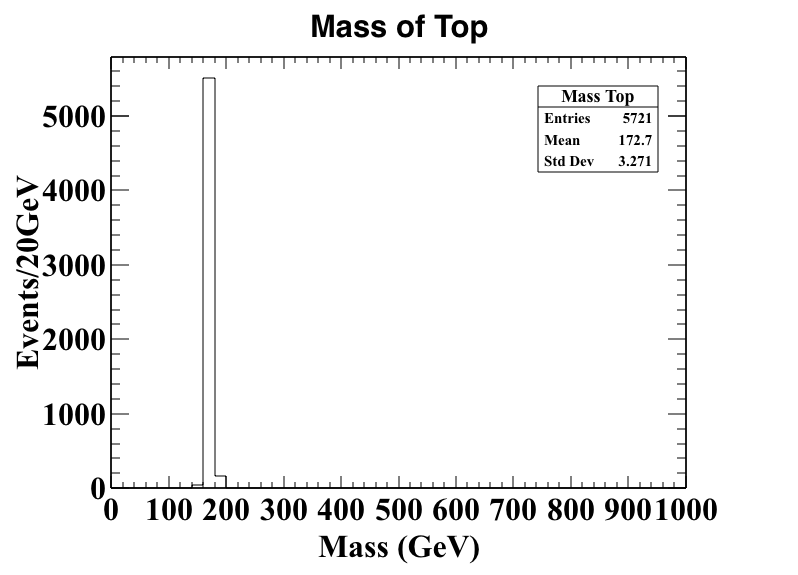 Mass of Top
Mass Top
Entries 5721
Mean 172.7
Std Dev 3.271
Events/20GeV
5000
4000
3000
2000
1000
0
0 100 200 300 400 500 600 700 800 900 1000
Mass (GeV)